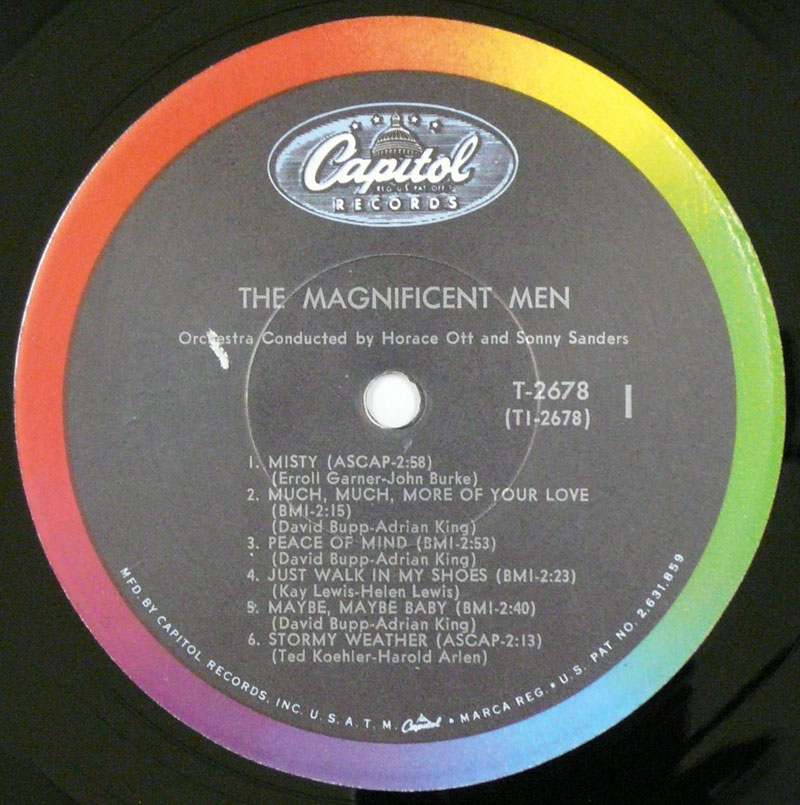 Capitol
REG. U.S. PAT. OFF.
RECORDS
THE MAGNIFICENT MEN
Orchestra Conducted by Horace Ott and Sonny Sanders
T-2678
(T1-2678)
1
1. MISTY (ASCAP-2:58)
(Erroll Garner-John Burke)
2. MUCH, MUCH, MORE OF YOUR LOVE
(BMI-2:15)
(David Bupp-Adrian King)
3. PEACE OF MIND (BMI-2:53)
(David Bupp-Adrian King)
4. JUST WALK IN MY SHOES (BMI-2:23)
(Kay Lewis-Helen Lewis)
5. MAYBE, MAYBE BABY (BMI-2:40)
(David Bupp-Adrian King)
6. STORMY WEATHER (ASCAP-2:13)
(Ted Koehler-Harold Arlen)
MFD. BY CAPITOL RECORDS, INC. U.S.A. T.M. Capitol • MARCA REG. • U.S. PAT. NO. 2,631,859